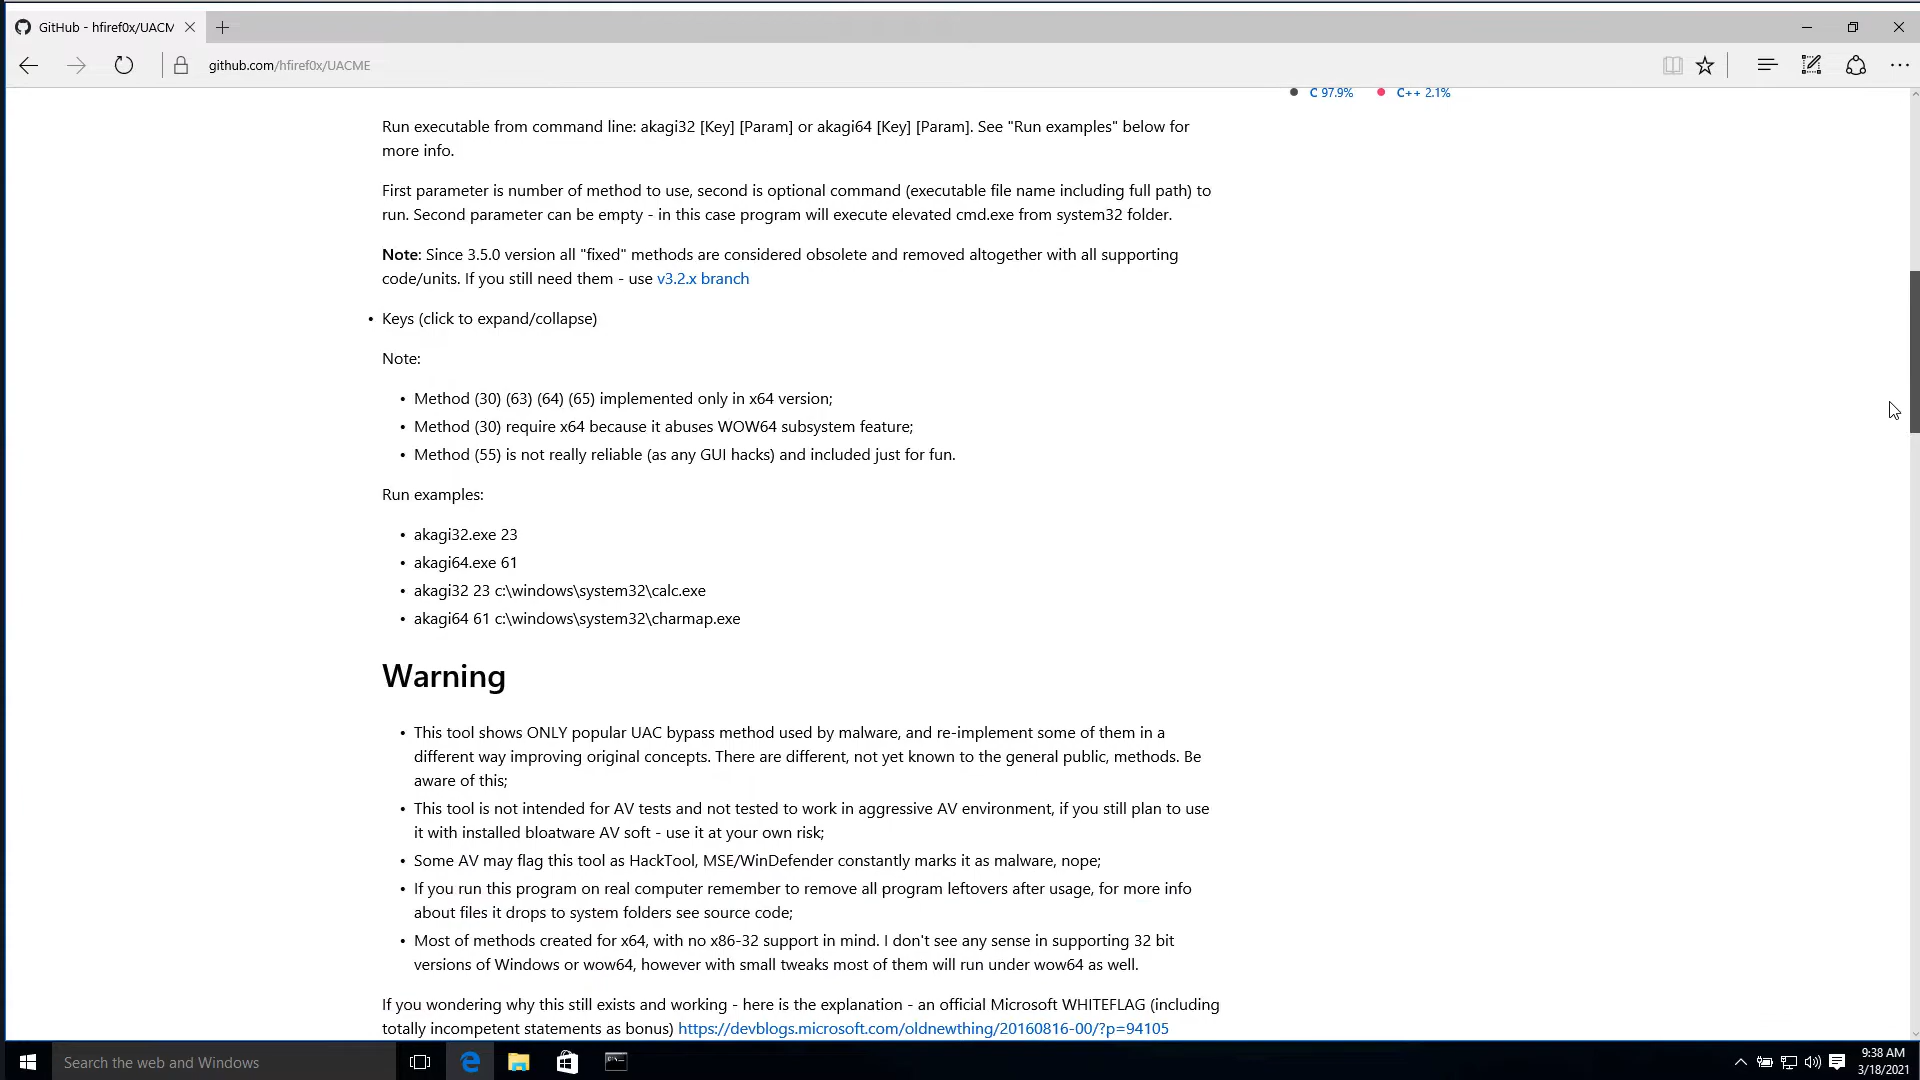 GitHub - hfiref0x/UACM
github.com/hfiref0x/UACME
C 97.9% C++ 2.1%
Run executable from command line: akagi32 [Key] [Param] or akagi64 [Key] [Param]. See "Run examples" below for
more info.
First parameter is number of method to use, second is optional command (executable file name including full path) to
run. Second parameter can be empty - in this case program will execute elevated cmd.exe from system32 folder.
Note: Since 3.5.0 version all "fixed" methods are considered obsolete and removed altogether with all supporting
code/units. If you still need them - use v3.2.x branch
• Keys (click to expand/collapse)
Note:
• Method (30) (63) (64) (65) implemented only in x64 version;
• Method (30) require x64 because it abuses WOW64 subsystem feature;
• Method (55) is not really reliable (as any GUI hacks) and included just for fun.
Run examples:
• akagi32.exe 23
• akagi64.exe 61
• akagi32 23 c:\windows\system32\calc.exe
• akagi64 61 c:\windows\system32\charmap.exe
Warning
• This tool shows ONLY popular UAC bypass method used by malware, and re-implement some of them in a
different way improving original concepts. There are different, not yet known to the general public, methods. Be
aware of this;
• This tool is not intended for AV tests and not tested to work in aggressive AV environment, if you still plan to use
it with installed bloatware AV soft - use it at your own risk;
• Some AV may flag this tool as HackTool, MSE/WinDefender constantly marks it as malware, nope;
• If you run this program on real computer remember to remove all program leftovers after usage, for more info
about files it drops to system folders see source code;
• Most of methods created for x64, with no x86-32 support in mind. I don't see any sense in supporting 32 bit
versions of Windows or wow64, however with small tweaks most of them will run under wow64 as well.
If you wondering why this still exists and working - here is the explanation - an official Microsoft WHITEFLAG (including
totally incompetent statements as bonus) https://devblogs.microsoft.com/oldnewthing/20160816-00/?p=94105
Search the web and Windows
9:38 AM
3/18/2021